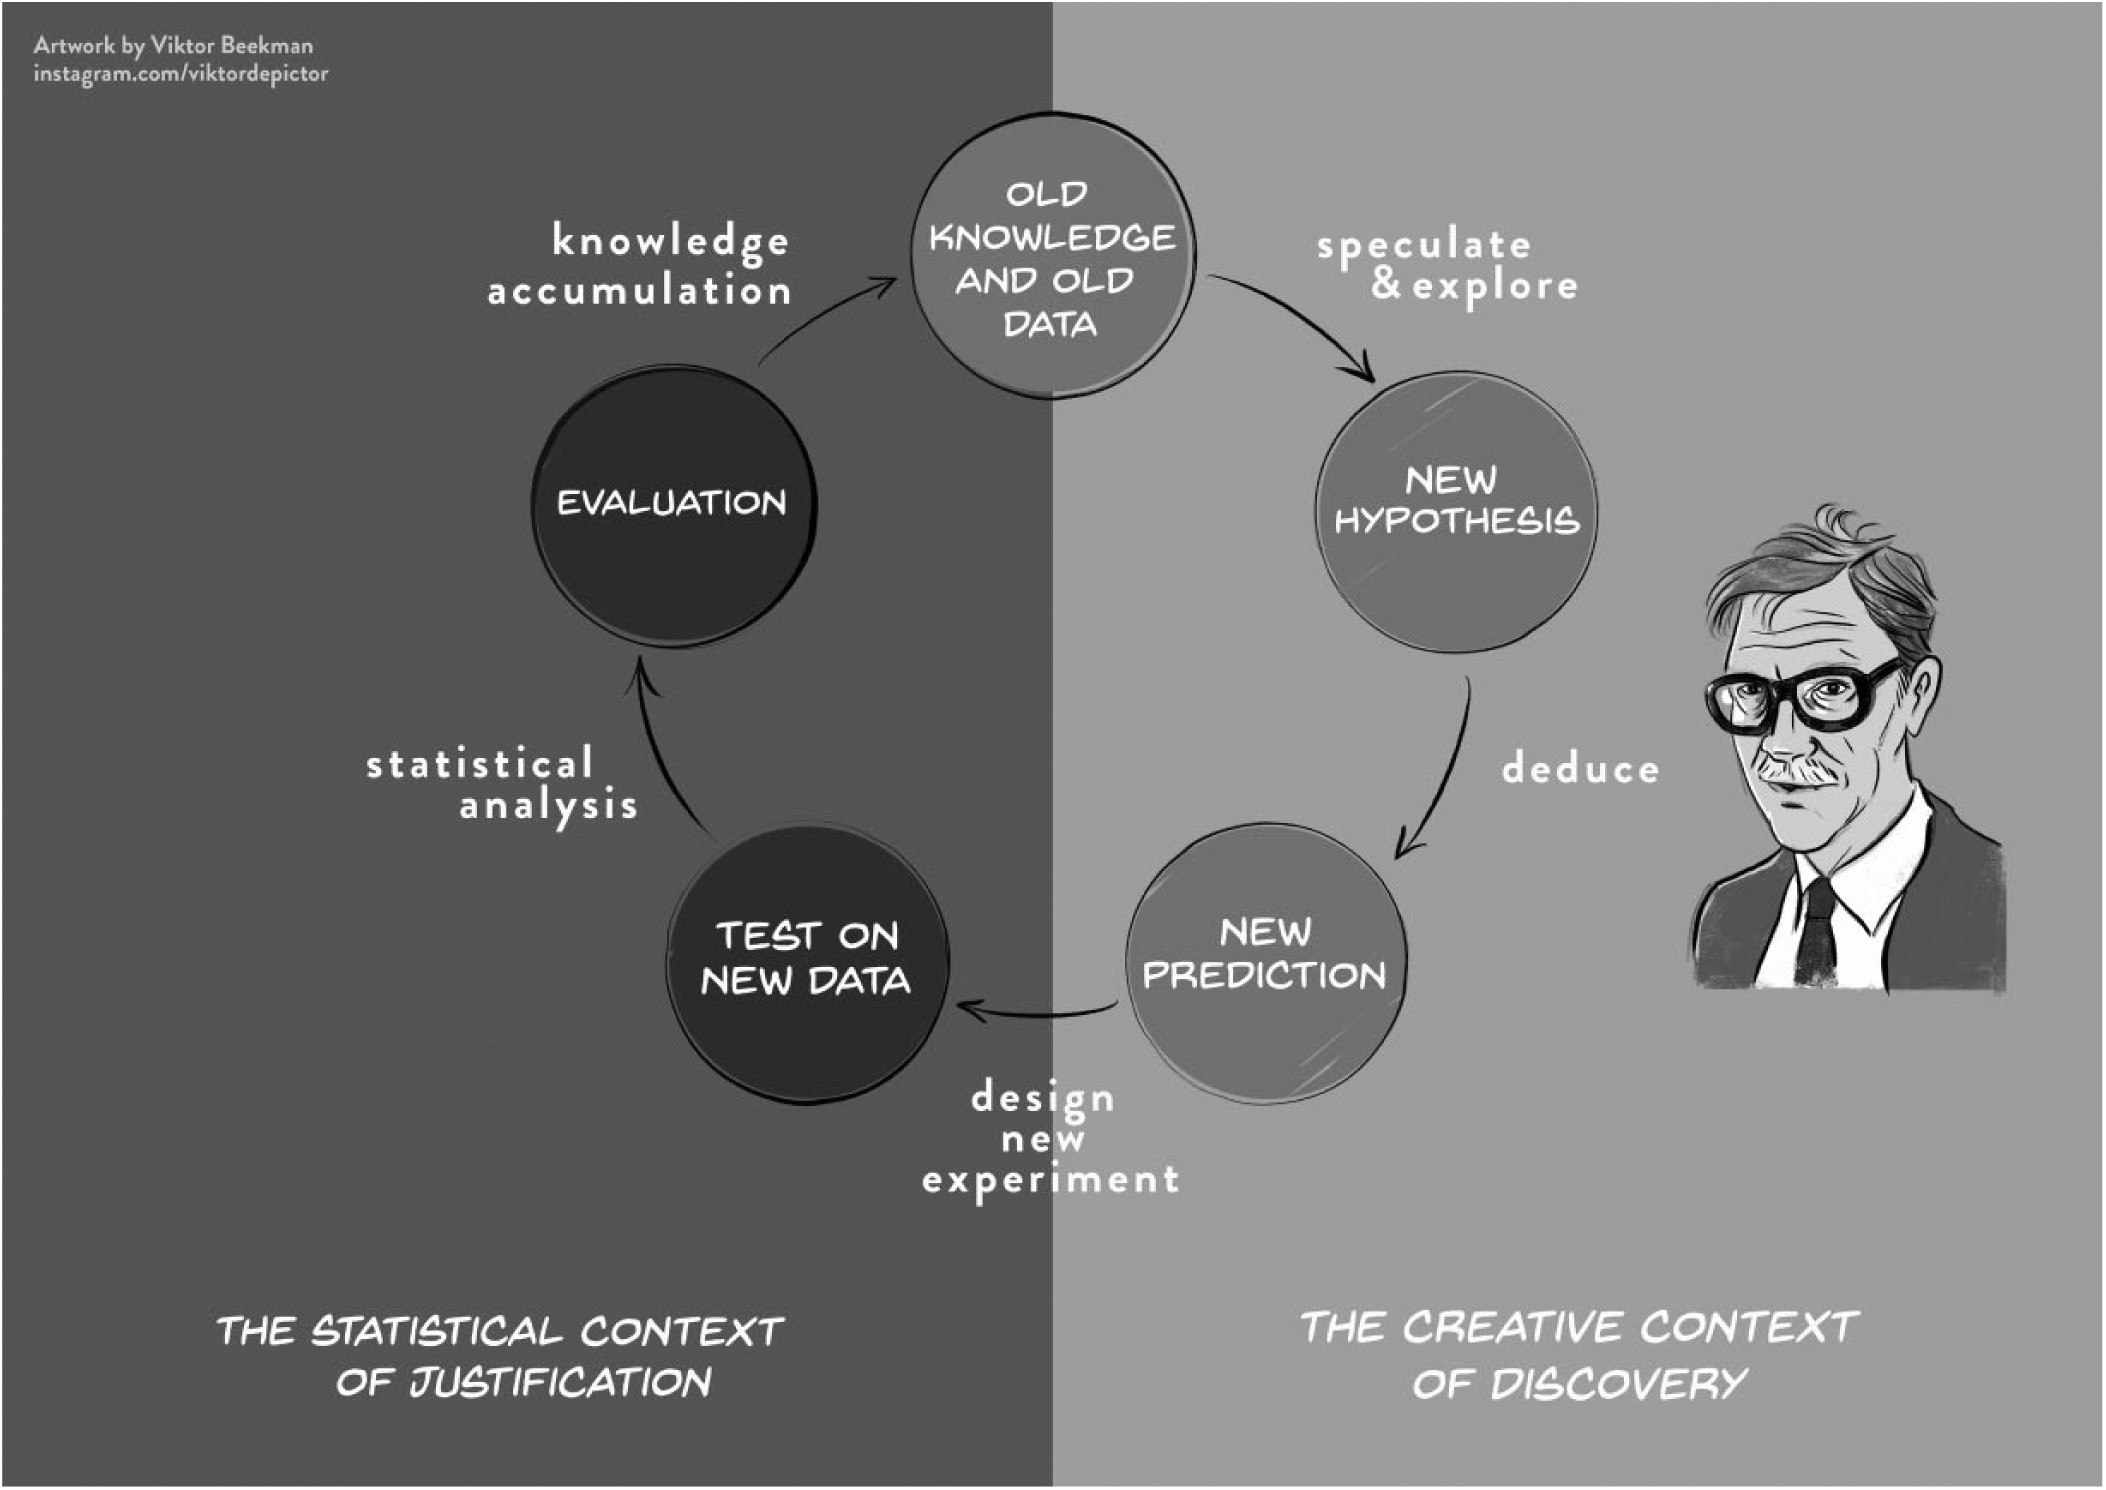 Artwork by Viktor Beekman
instagram.com/viktordepictor
OLD
KNOWLEDGE
AND OLD
DATA
speculate
& explore
NEW
HYPOTHESIS
deduce
NEW
PREDICTION
design
new
experiment
TEST ON
NEW DATA
statistical
analysis
EVALUATION
knowledge
accumulation
THE STATISTICAL CONTEXT
OF JUSTIFICATION
THE CREATIVE CONTEXT
OF DISCOVERY